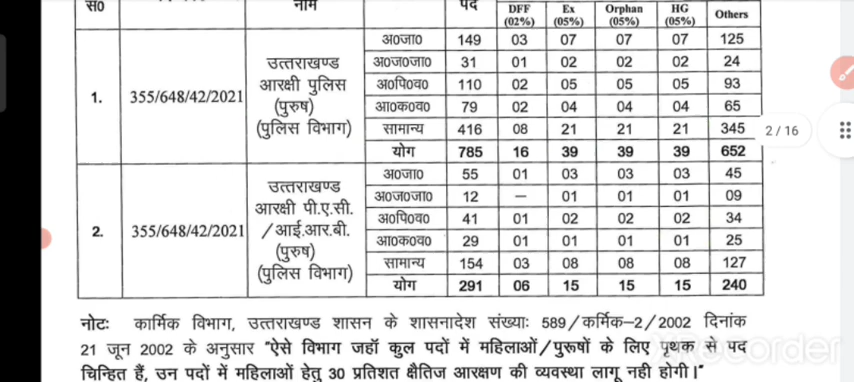 स0 नाम पद DFF (02%) Ex (05%) Orphan (05%) HG (05%) Others
1. 355/648/42/2021 उत्तराखण्ड आरक्षी पुलिस (पुरुष) (पुलिस विभाग)
अ0जा0 149 03 07 07 07 125
अ0ज0जा0 31 01 02 02 02 24
अ0पि0व0 110 02 05 05 05 93
आ0क0व0 79 02 04 04 04 65
सामान्य 416 08 21 21 21 345
योग 785 16 39 39 39 652
2. 355/648/42/2021 उत्तराखण्ड आरक्षी पी.ए.सी. /आई.आर.बी. (पुरुष) (पुलिस विभाग)
अ0जा0 55 01 03 03 03 45
अ0ज0जा0 12 – 01 01 01 09
अ0पि0व0 41 01 02 02 02 34
आ0क0व0 29 01 01 01 01 25
सामान्य 154 03 08 08 08 127
योग 291 06 15 15 15 240
2 / 16
नोटः कार्मिक विभाग, उत्तराखण्ड शासन के शासनादेश संख्याः 589/कर्मिक–2/2002 दिनांक
21 जून 2002 के अनुसार "ऐसे विभाग जहॉ कुल पदों में महिलाओं/पुरूषों के लिए पृथक से पद
चिन्हित हैं, उन पदों में महिलाओं हेतु 30 प्रतिशत क्षैतिज आरक्षण की व्यवस्था लागू नही होगी।"
XRecorder